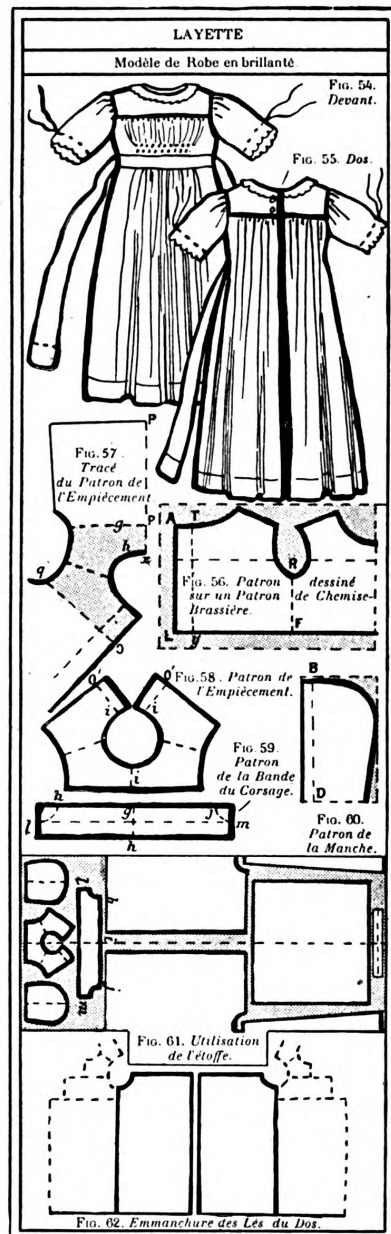 LAYETTE
Modèle de Robe en brillanté
FIG. 54.
Devant.
FIG. 55. Dos.
P
FIG. 57.
Tracé
du Patron de
l'Empiècement.
g
P
h
x
q
A
T
R
FIG. 56. Patron dessiné
sur un Patron de Chemise-
Brassière.
L
y
F
O' O'
i i
i
FIG. 58. Patron de
l'Empiècement.
FIG. 59.
Patron
de la Bande
du Corsage.
h g j
l m
h
B
D
FIG. 60.
Patron de
la Manche.
l
m
FIG. 61. Utilisation
de l'étoffe.
FIG. 62. Emmanchure des Lés du Dos.